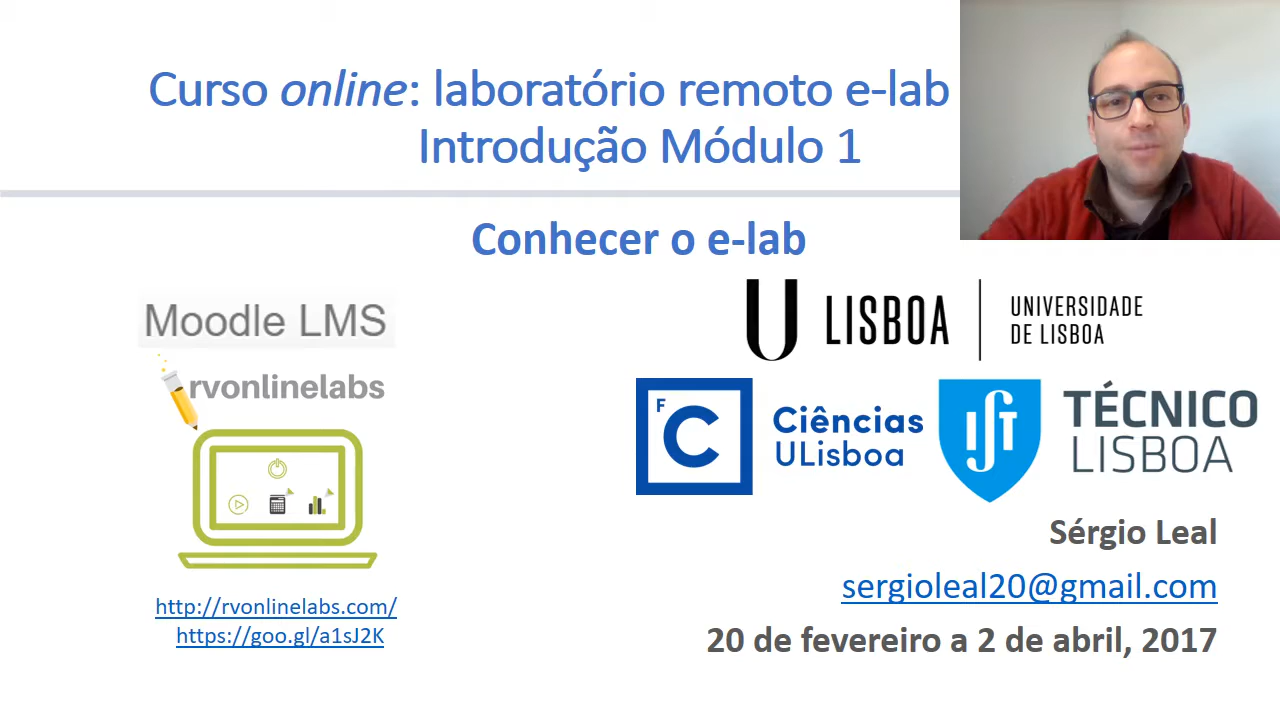 Curso online: laboratório remoto e-lab
Introdução Módulo 1
Conhecer o e-lab
Moodle LMS
rvonlinelabs
http://rvonlinelabs.com/
https://goo.gl/a1sJ2K
U LISBOA
UNIVERSIDADE
DE LISBOA
F
C
Ciências
ULisboa
IST
TÉCNICO
LISBOA
Sérgio Leal
sergioleal20@gmail.com
20 de fevereiro a 2 de abril, 2017